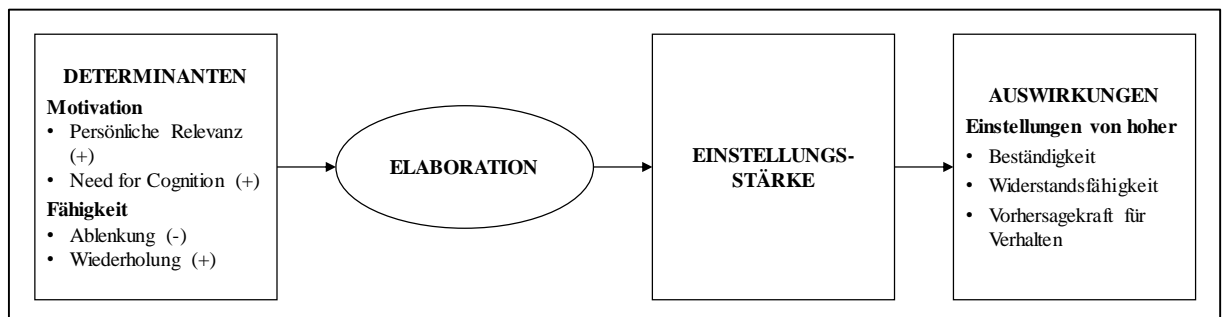 DETERMINANTEN
Motivation
• Persönliche Relevanz
(+)
• Need for Cognition (+)
Fähigkeit
• Ablenkung (-)
• Wiederholung (+)
ELABORATION
EINSTELLUNGS-
STÄRKE
AUSWIRKUNGEN
Einstellungen von hoher
• Beständigkeit
• Widerstandsfähigkeit
• Vorhersagekraft für
Verhalten